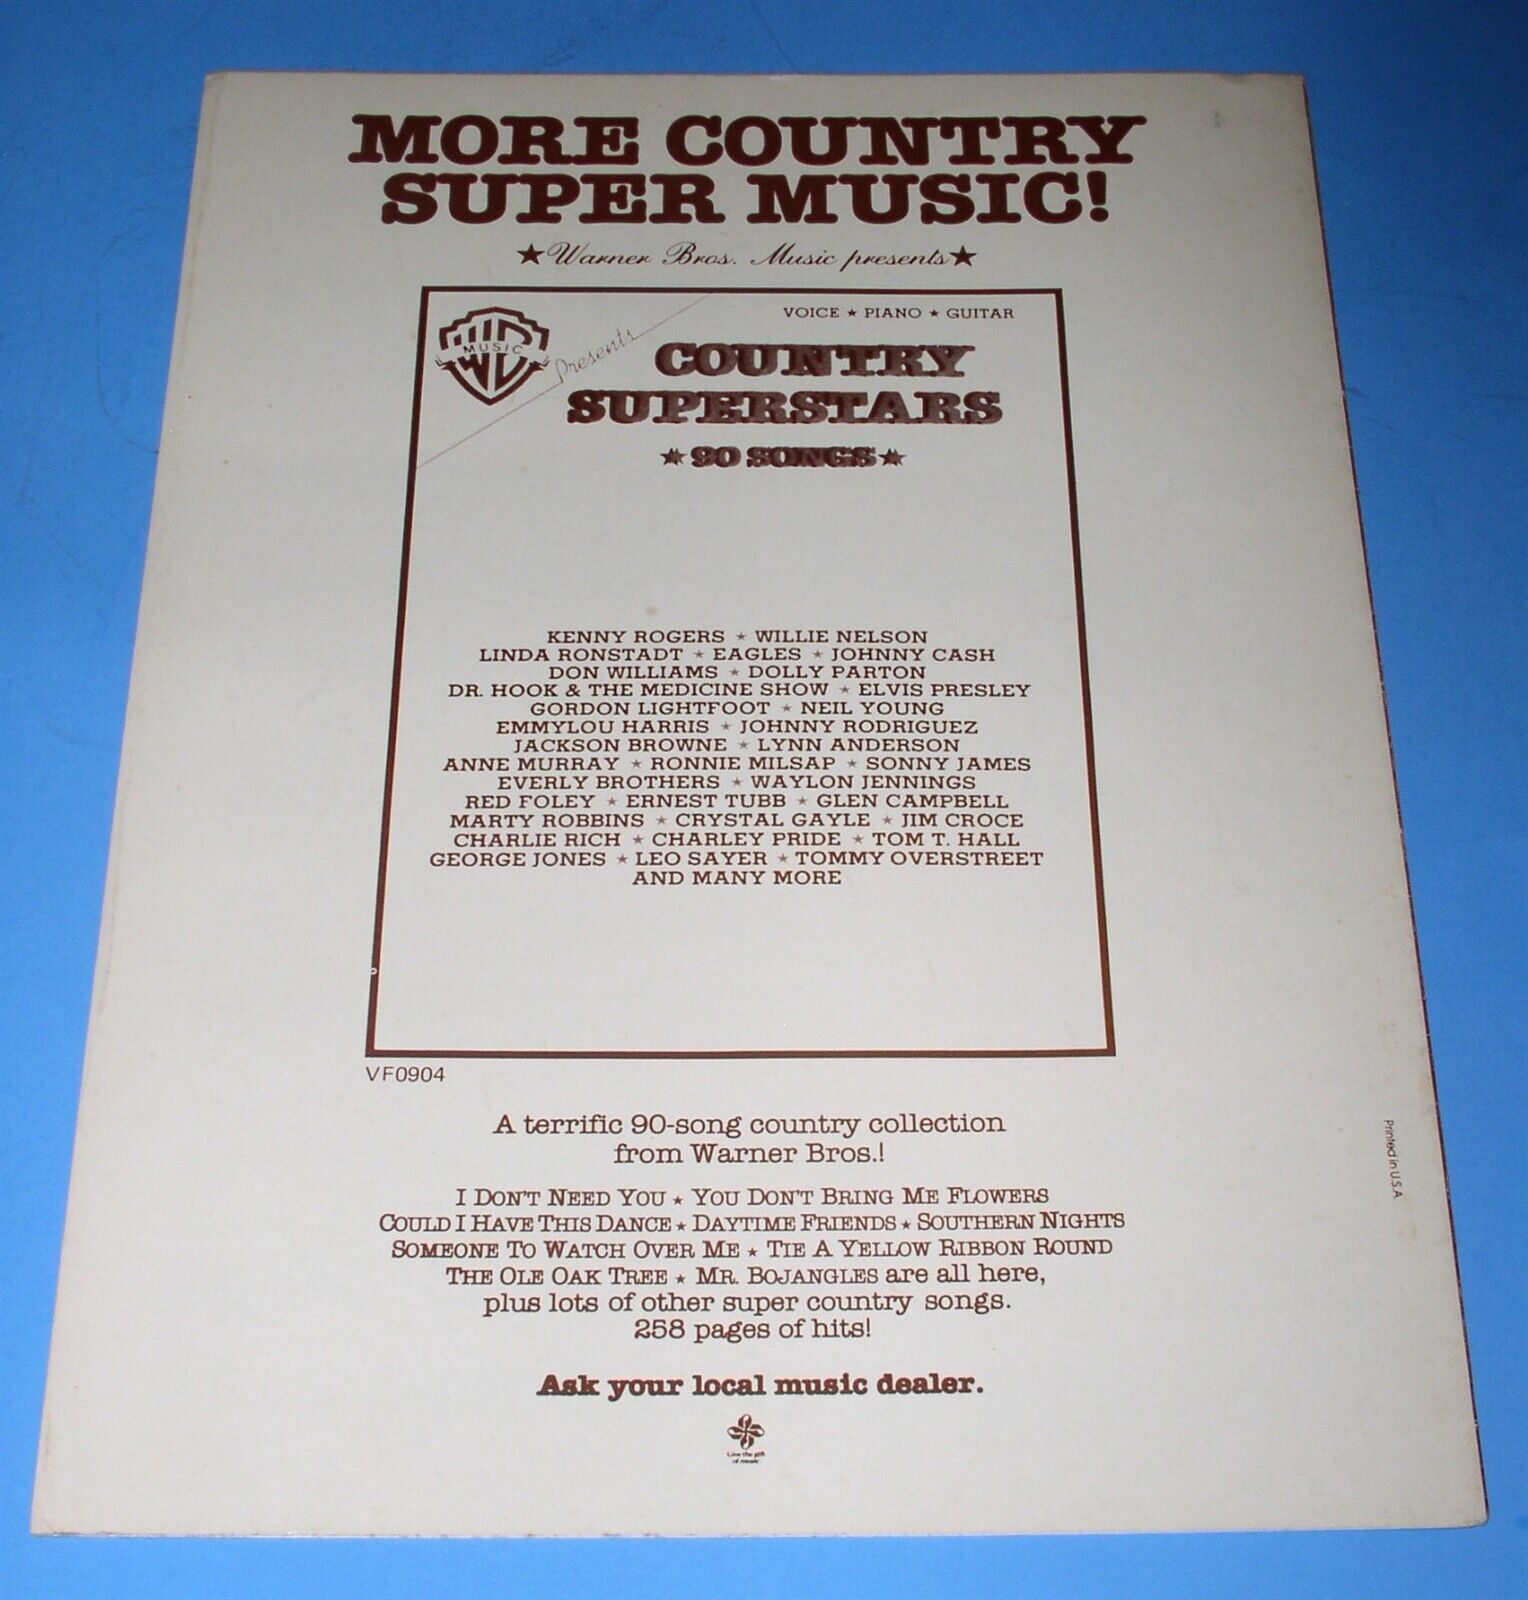 MORE COUNTRY
SUPER MUSIC!
★ Warner Bros. Music presents ★
WB
MUSIC
Presents
VOICE ★ PIANO ★ GUITAR
COUNTRY
SUPERSTARS
★ 90 SONGS ★
KENNY ROGERS ★ WILLIE NELSON
LINDA RONSTADT ★ EAGLES ★ JOHNNY CASH
DON WILLIAMS ★ DOLLY PARTON
DR. HOOK & THE MEDICINE SHOW ★ ELVIS PRESLEY
GORDON LIGHTFOOT ★ NEIL YOUNG
EMMYLOU HARRIS ★ JOHNNY RODRIGUEZ
JACKSON BROWNE ★ LYNN ANDERSON
ANNE MURRAY ★ RONNIE MILSAP ★ SONNY JAMES
EVERLY BROTHERS ★ WAYLON JENNINGS
RED FOLEY ★ ERNEST TUBB ★ GLEN CAMPBELL
MARTY ROBBINS ★ CRYSTAL GAYLE ★ JIM CROCE
CHARLIE RICH ★ CHARLEY PRIDE ★ TOM T. HALL
GEORGE JONES ★ LEO SAYER ★ TOMMY OVERSTREET
AND MANY MORE
VF0904
A terrific 90-song country collection
from Warner Bros.!
I DON'T NEED YOU ★ YOU DON'T BRING ME FLOWERS
COULD I HAVE THIS DANCE ★ DAYTIME FRIENDS ★ SOUTHERN NIGHTS
SOMEONE TO WATCH OVER ME ★ TIE A YELLOW RIBBON ROUND
THE OLE OAK TREE ★ MR. BOJANGLES are all here,
plus lots of other super country songs.
258 pages of hits!
Ask your local music dealer.
Give the gift
of music
Printed in U.S.A.